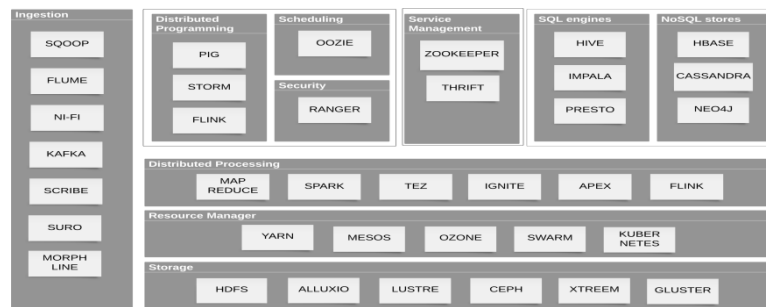 Ingestion
SQOOP
FLUME
NI-FI
KAFKA
SCRIBE
SURO
MORPH
LINE
Distributed
Programming
PIG
STORM
FLINK
Scheduling
OOZIE
Security
RANGER
Service
Management
ZOOKEEPER
THRIFT
SQL engines
HIVE
IMPALA
PRESTO
NoSQL stores
HBASE
CASSANDRA
NEO4J
Distributed Processing
MAP
REDUCE
SPARK
TEZ
IGNITE
APEX
FLINK
Resource Manager
YARN
MESOS
OZONE
SWARM
KUBER
NETES
Storage
HDFS
ALLUXIO
LUSTRE
CEPH
XTREEM
GLUSTER